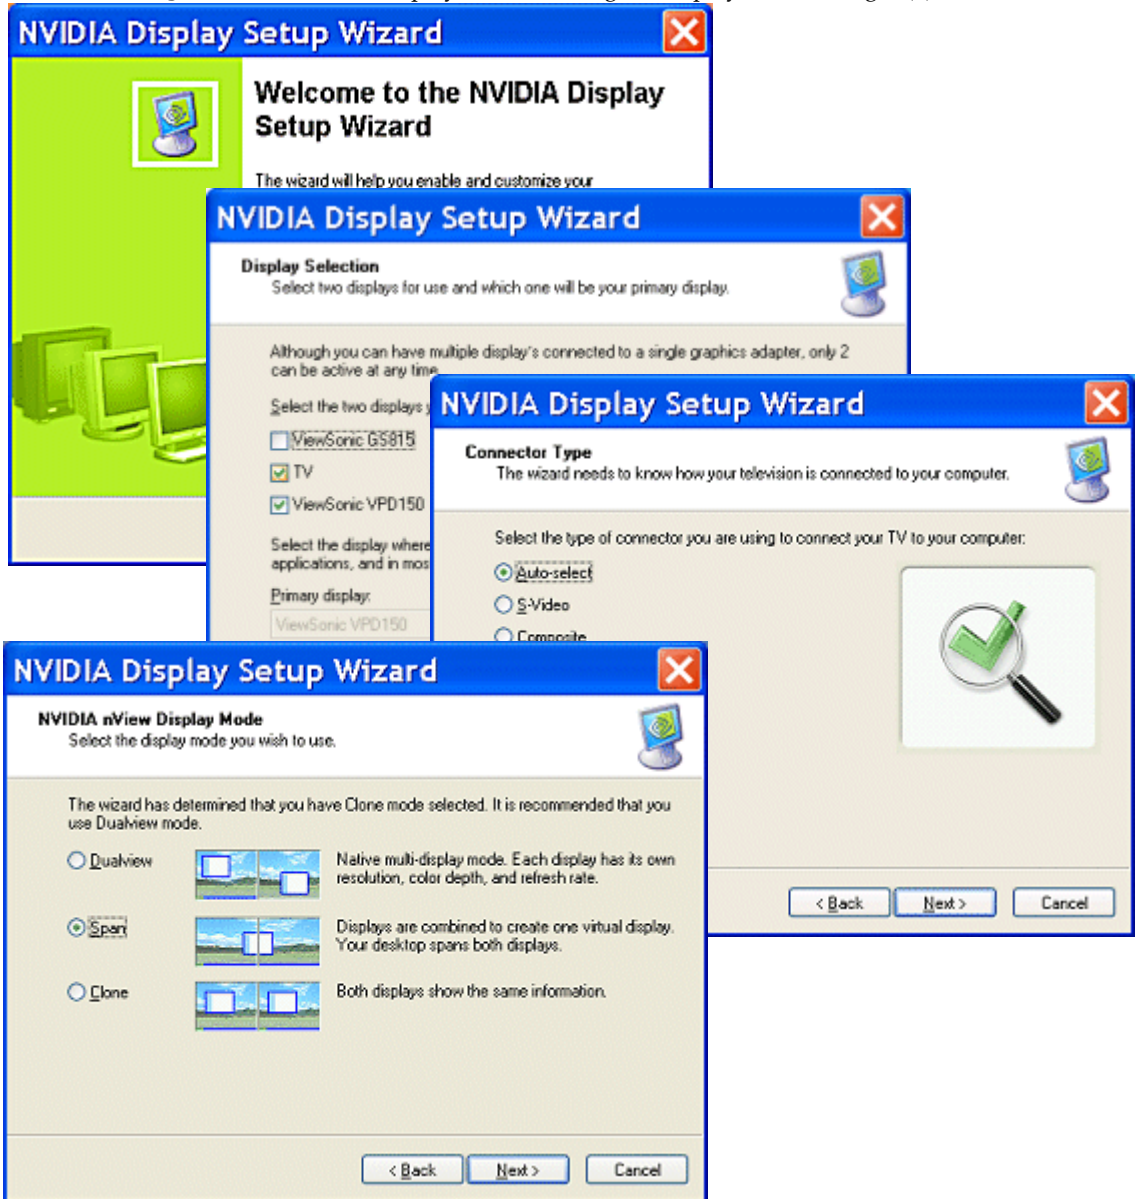 NVIDIA Display Setup Wizard
Welcome to the NVIDIA Display
Setup Wizard
The wizard will help you enable and customize your
NVIDIA Display Setup Wizard
Display Selection
Select two displays for use and which one will be your primary display.
Although you can have multiple display's connected to a single graphics adapter, only 2
can be active at any time.
Select the two displays
ViewSonic GS815
TV
ViewSonic VPD150
Select the display where
applications, and in mos
Primary display:
ViewSonic VPD150
NVIDIA Display Setup Wizard
Connector Type
The wizard needs to know how your television is connected to your computer.
Select the type of connector you are using to connect your TV to your computer:
Auto-select
S-Video
Composite
< Back
Next >
Cancel
NVIDIA Display Setup Wizard
NVIDIA nView Display Mode
Select the display mode you wish to use.
The wizard has determined that you have Clone mode selected. It is recommended that you
use Dualview mode.
Dualview
Native multi-display mode. Each display has its own
resolution, color depth, and refresh rate.
Span
Displays are combined to create one virtual display.
Your desktop spans both displays.
Clone
Both displays show the same information.
< Back
Next >
Cancel